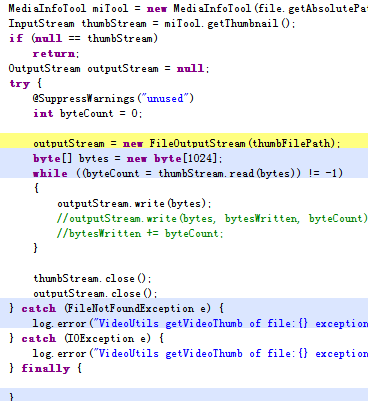 MediaInfoTool miTool = new MediaInfoTool(file.getAbsolutePa
InputStream thumbStream = miTool.getThumbnail();
if (null == thumbStream)
return;
OutputStream outputStream = null;
try {
@SuppressWarnings("unused")
int byteCount = 0;
outputStream = new FileOutputStream(thumbFilePath);
byte[] bytes = new byte[1024];
while ((byteCount = thumbStream.read(bytes)) != -1)
{
outputStream.write(bytes);
//outputStream.write(bytes, bytesWritten, byteCount)
//bytesWritten += byteCount;
}
thumbStream.close();
outputStream.close();
} catch (FileNotFoundException e) {
log.error("VideoUtils getVideoThumb of file:{} exception
} catch (IOException e) {
log.error("VideoUtils getVideoThumb of file:{} exception
} finally {
}